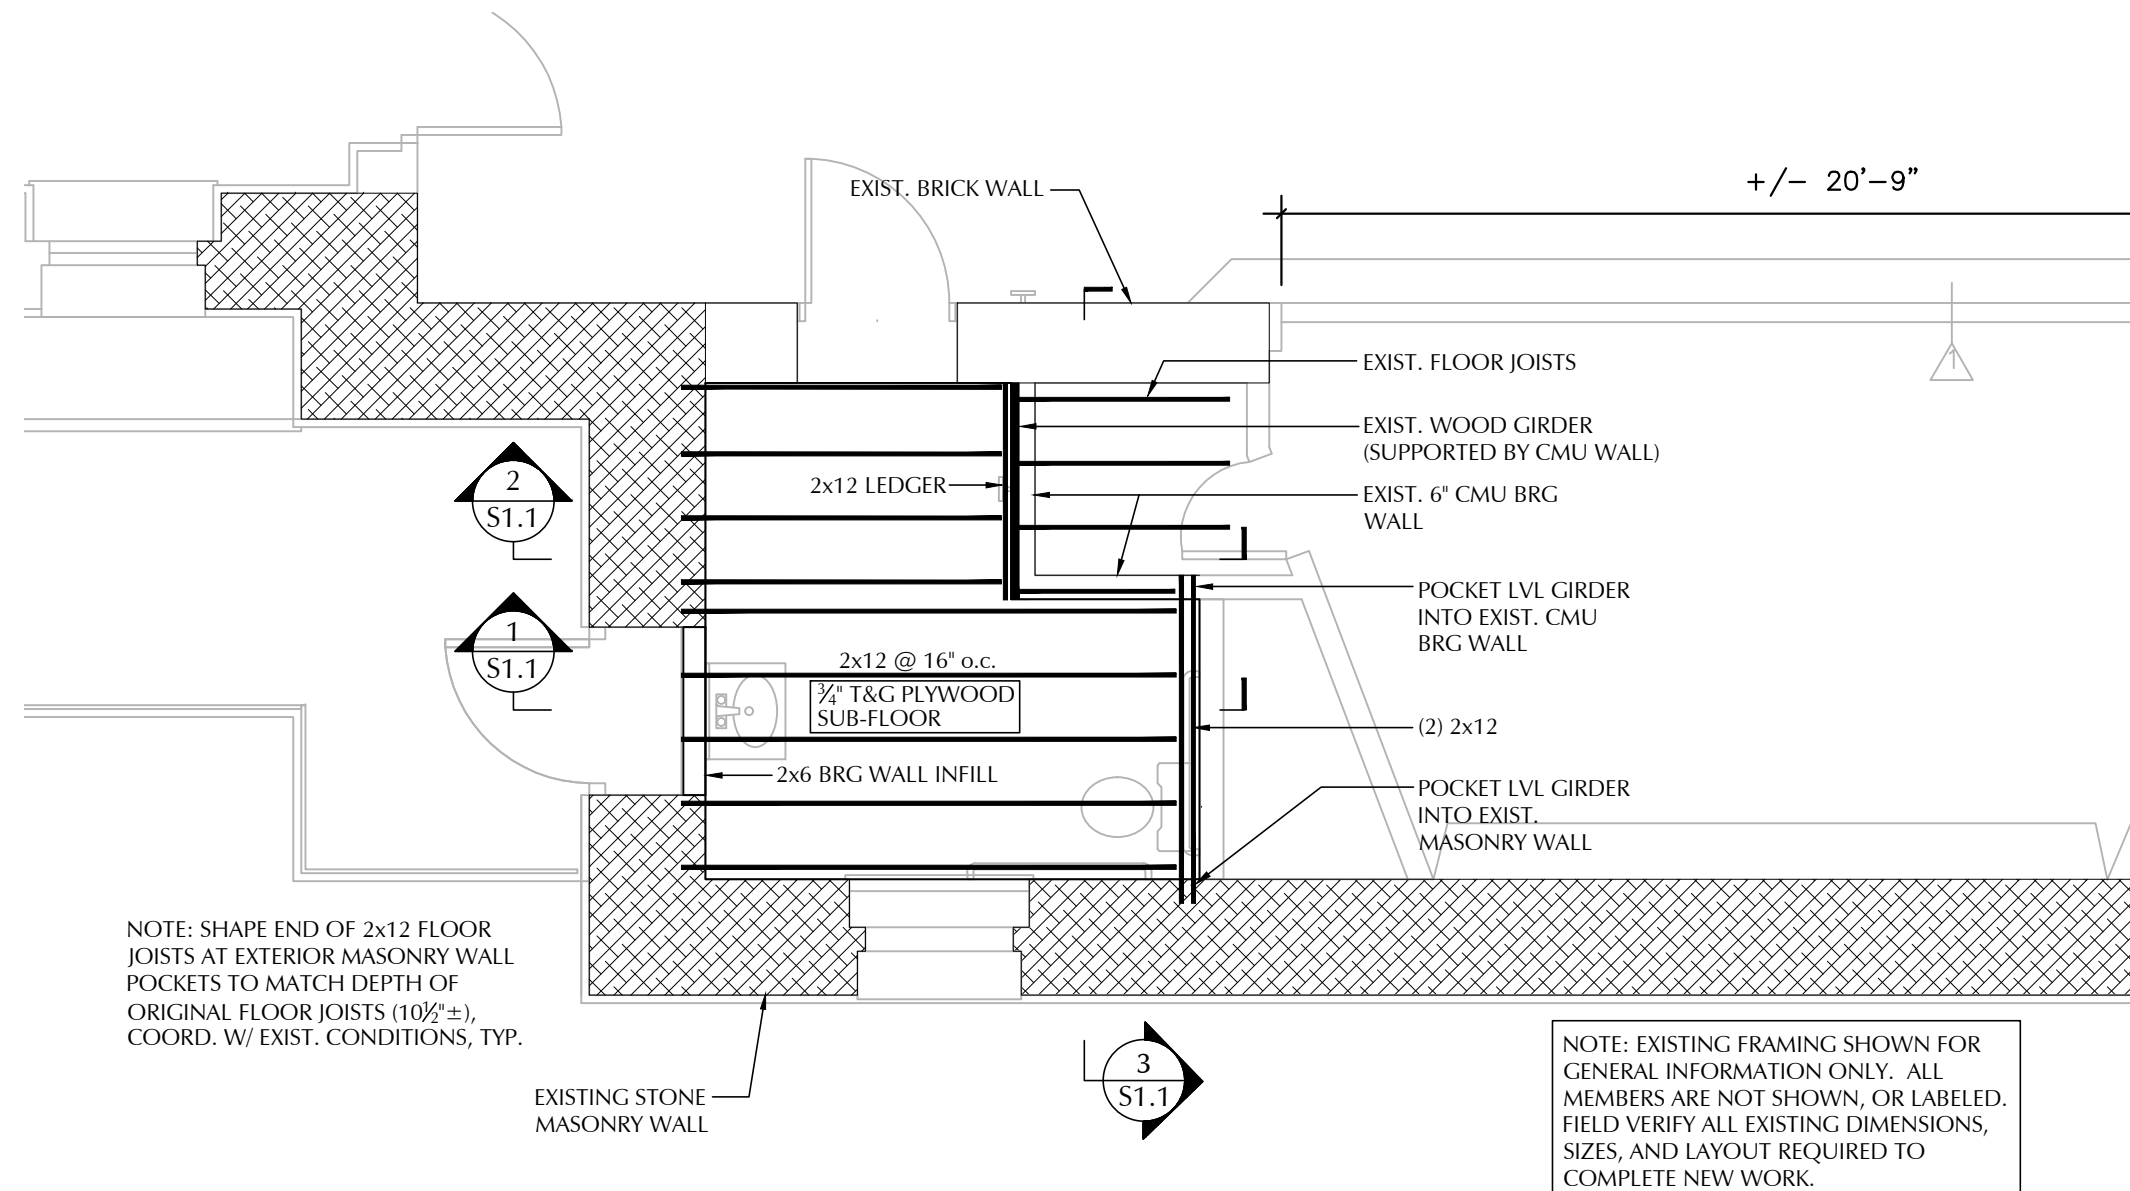 +/- 20'-9"
EXIST. BRICK WALL
EXIST. FLOOR JOISTS
EXIST. WOOD GIRDER
(SUPPORTED BY CMU WALL)
2x12 LEDGER
EXIST. 6" CMU BRG
WALL
1
2
S1.1
POCKET LVL GIRDER
INTO EXIST. CMU
BRG WALL
1
S1.1
2x12 @ 16" o.c.
¾" T&G PLYWOOD
SUB-FLOOR
(2) 2x12
2x6 BRG WALL INFILL
POCKET LVL GIRDER
INTO EXIST.
MASONRY WALL
NOTE: SHAPE END OF 2x12 FLOOR
JOISTS AT EXTERIOR MASONRY WALL
POCKETS TO MATCH DEPTH OF
ORIGINAL FLOOR JOISTS (10½"±),
COORD. W/ EXIST. CONDITIONS, TYP.
EXISTING STONE
MASONRY WALL
3
S1.1
NOTE: EXISTING FRAMING SHOWN FOR
GENERAL INFORMATION ONLY.  ALL
MEMBERS ARE NOT SHOWN, OR LABELED.
FIELD VERIFY ALL EXISTING DIMENSIONS,
SIZES, AND LAYOUT REQUIRED TO
COMPLETE NEW WORK.